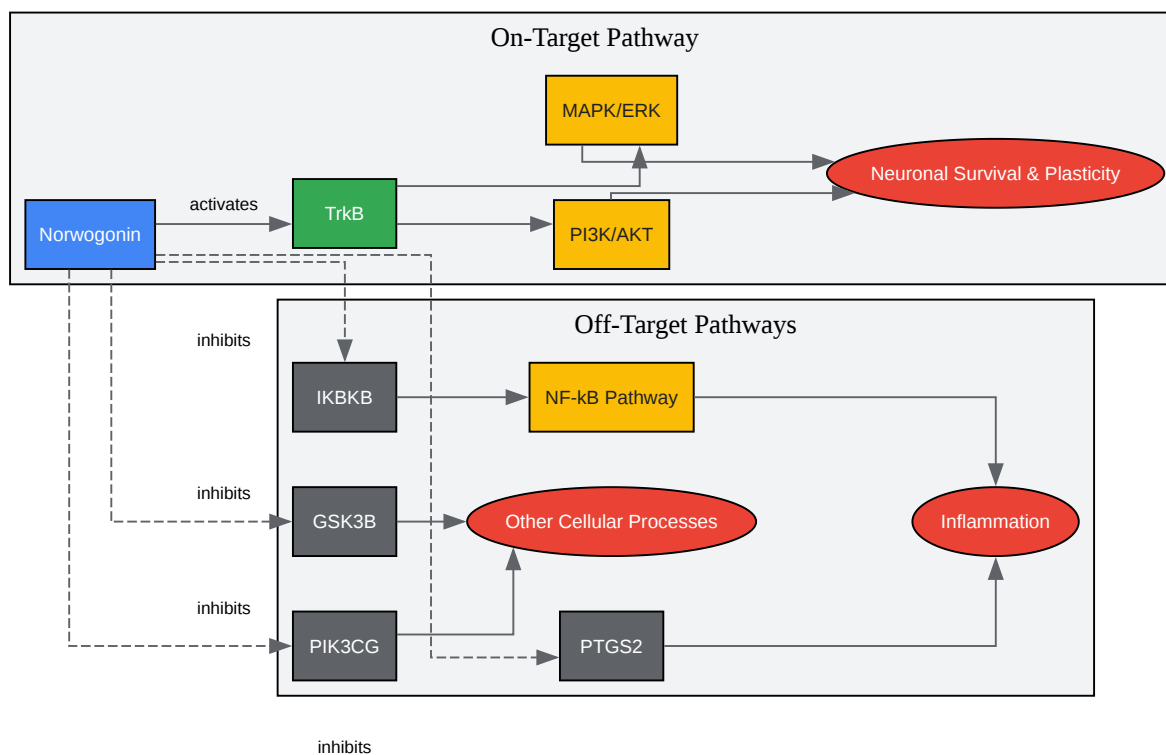 On-Target Pathway
MAPK/ERK
Neuronal Survival & Plasticity
activates
TrkB
Norwogonin
PI3K/AKT
Off-Target Pathways
inhibits
IKBKB
NF-kB Pathway
inhibits
GSK3B
Other Cellular Processes
Inflammation
inhibits
PIK3CG
PTGS2
inhibits